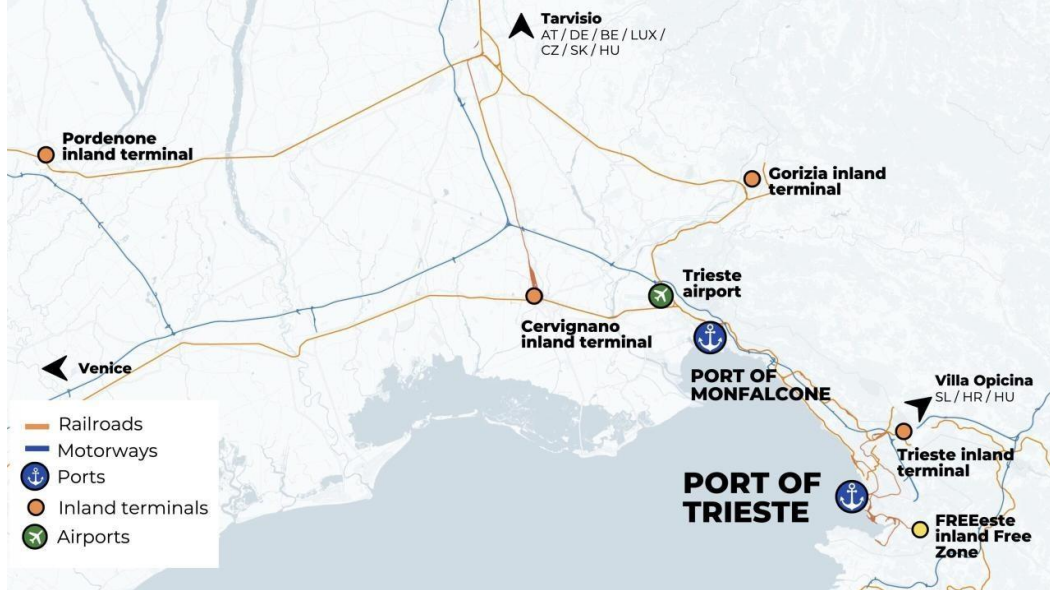 Tarvisio
AT / DE / BE / LUX /
CZ / SK / HU
Pordenone
inland terminal
Gorizia inland
terminal
Trieste
airport
Cervignano
inland terminal
PORT OF
MONFALCONE
Venice
Villa Opicina
SL / HR / HU
Trieste inland
terminal
PORT OF
TRIESTE
FREEeste
inland Free
Zone
Railroads
Motorways
Ports
Inland terminals
Airports